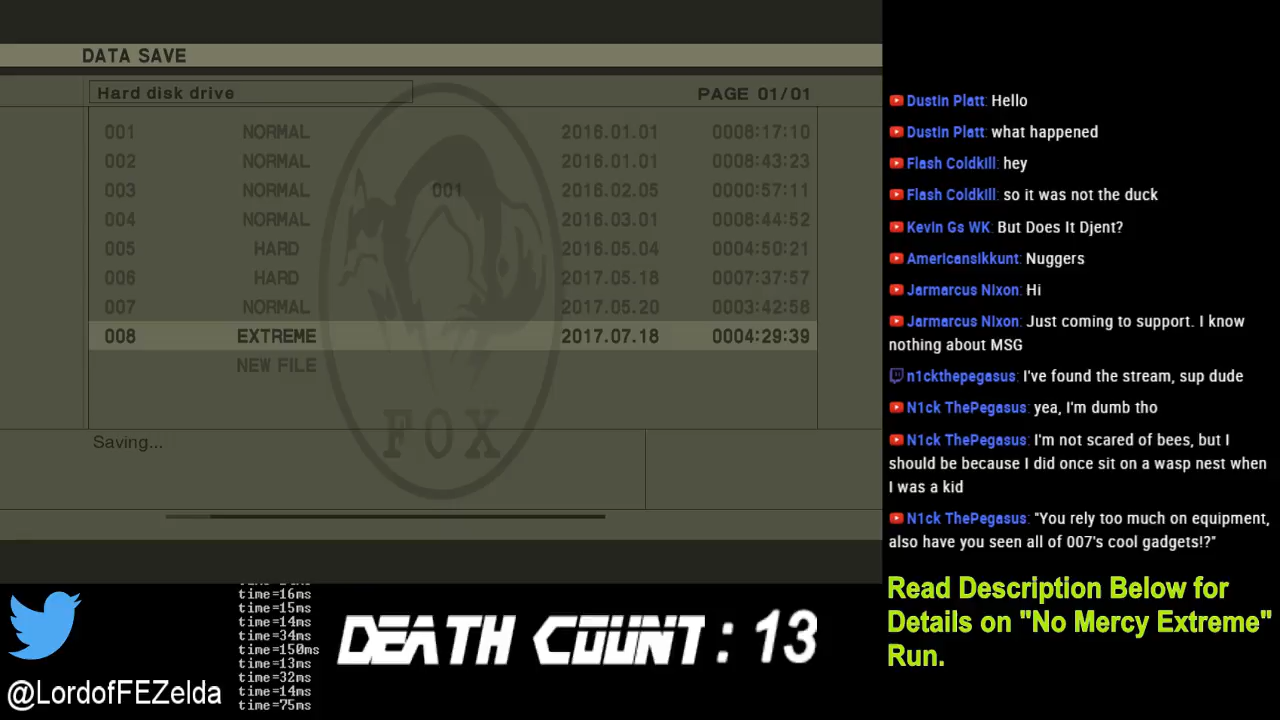 DATA SAVE
Hard disk drive PAGE 01/01
001 NORMAL 2016.01.01 0008:17:10
002 NORMAL 2016.01.01 0008:43:23
003 NORMAL 001 2016.02.05 0000:57:11
004 NORMAL 2016.03.01 0008:44:52
005 HARD 2016.05.04 0004:50:21
006 HARD 2017.05.18 0007:37:57
007 NORMAL 2017.05.20 0003:42:58
008 EXTREME 2017.07.18 0004:29:39
NEW FILE
FOX
Saving...
Dustin Platt: Hello
Dustin Platt: what happened
Flash Coldkill: hey
Flash Coldkill: so it was not the duck
Kevin Gs WK: But Does It Djent?
Americansikkunt: Nuggers
Jarmarcus NIxon: Hi
Jarmarcus NIxon: Just coming to support. I know
nothing about MSG
n1ckthepegasus: I've found the stream, sup dude
N1ck ThePegasus: yea, I'm dumb tho
N1ck ThePegasus: I'm not scared of bees, but I
should be because I did once sit on a wasp nest when
I was a kid
N1ck ThePegasus: "You rely too much on equipment,
also have you seen all of 007's cool gadgets!?"
Read Description Below for
Details on "No Mercy Extreme"
Run.
@LordofFEZelda
time=16ms
time=15ms
time=14ms
time=34ms
time=150ms
time=13ms
time=32ms
time=14ms
time=75ms
DEATH COUNT: 13